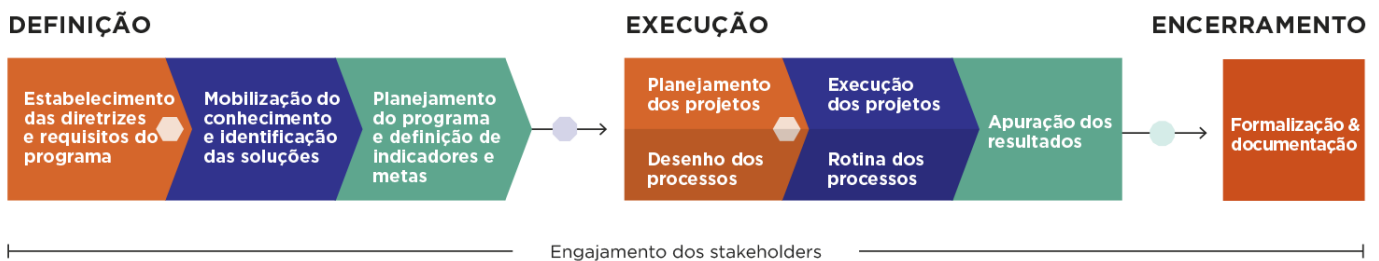 DEFINIÇÃO
Estabelecimento
das diretrizes
e requisitos do
programa
Mobilização do
conhecimento
e identificação
das soluções
Planejamento
do programa
e definição de
indicadores e
metas
EXECUÇÃO
Planejamento
dos projetos
Desenho dos
processos
Execução
dos projetos
Rotina dos
processos
Apuração dos
resultados
ENCERRAMENTO
Formalização &
documentação
Engajamento dos stakeholders